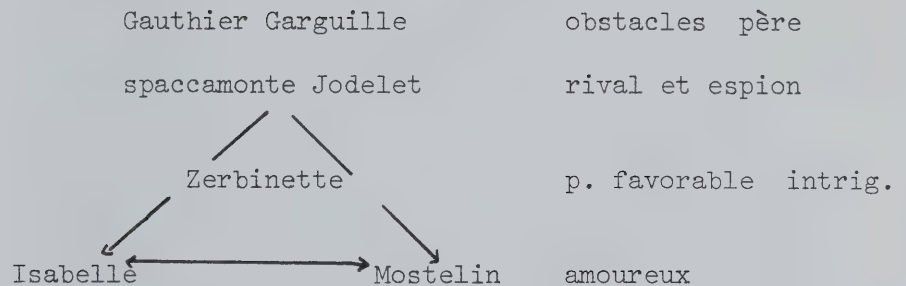 Gauthier Garguille obstacles père
spaccamonte Jodelet rival et espion
Zerbinette p. favorable intrig.
Isabelle Mostelin amoureux